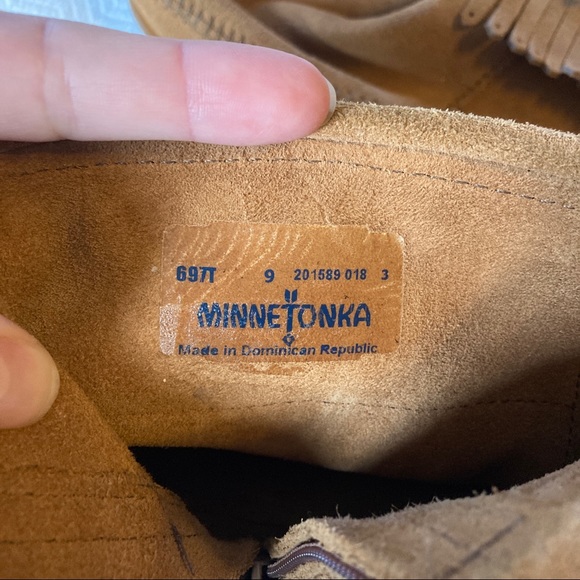 697T 9 201589 018 3
MINNETONKA
Made in Dominican Republic